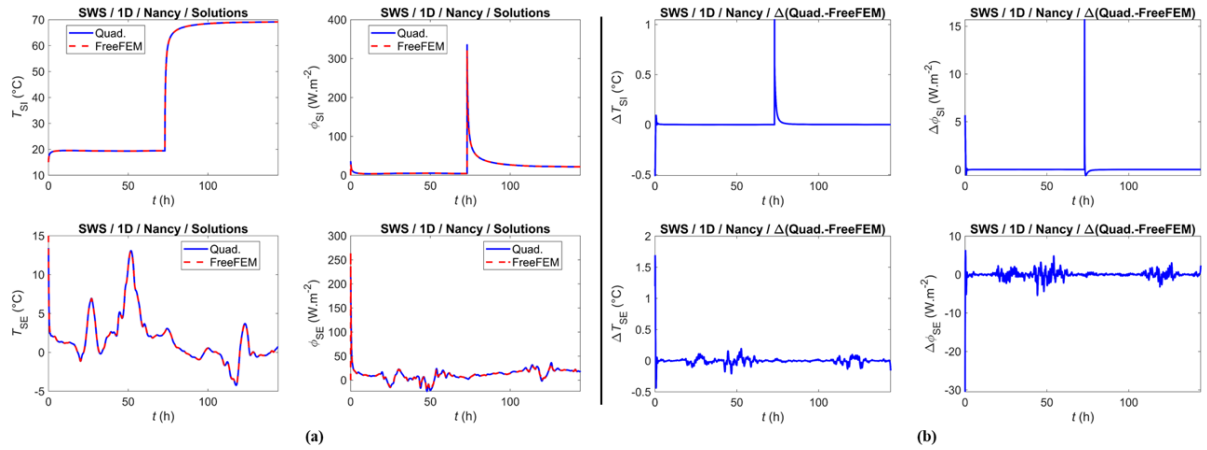 SWS / 1D / Nancy / Solutions
70
60
50
40
30
20
10
T_SI (°C)
Quad.
FreeFEM
0
50
100
t (h)
SWS / 1D / Nancy / Solutions
400
300
200
100
0
ϕ_SI (W.m⁻²)
Quad.
FreeFEM
0
50
100
t (h)
SWS / 1D / Nancy / Δ(Quad.-FreeFEM)
1
0.5
0
-0.5
ΔT_SI (°C)
0
50
100
t (h)
SWS / 1D / Nancy / Δ(Quad.-FreeFEM)
15
10
5
0
Δϕ_SI (W.m⁻²)
0
50
100
t (h)
SWS / 1D / Nancy / Solutions
15
10
5
0
-5
T_SE (°C)
Quad.
FreeFEM
0
50
100
t (h)
SWS / 1D / Nancy / Solutions
300
250
200
150
100
50
0
ϕ_SE (W.m⁻²)
Quad.
FreeFEM
0
50
100
t (h)
SWS / 1D / Nancy / Δ(Quad.-FreeFEM)
2
1.5
1
0.5
0
-0.5
ΔT_SE (°C)
0
50
100
t (h)
SWS / 1D / Nancy / Δ(Quad.-FreeFEM)
10
0
-10
-20
-30
Δϕ_SE (W.m⁻²)
0
50
100
t (h)
(a)
(b)